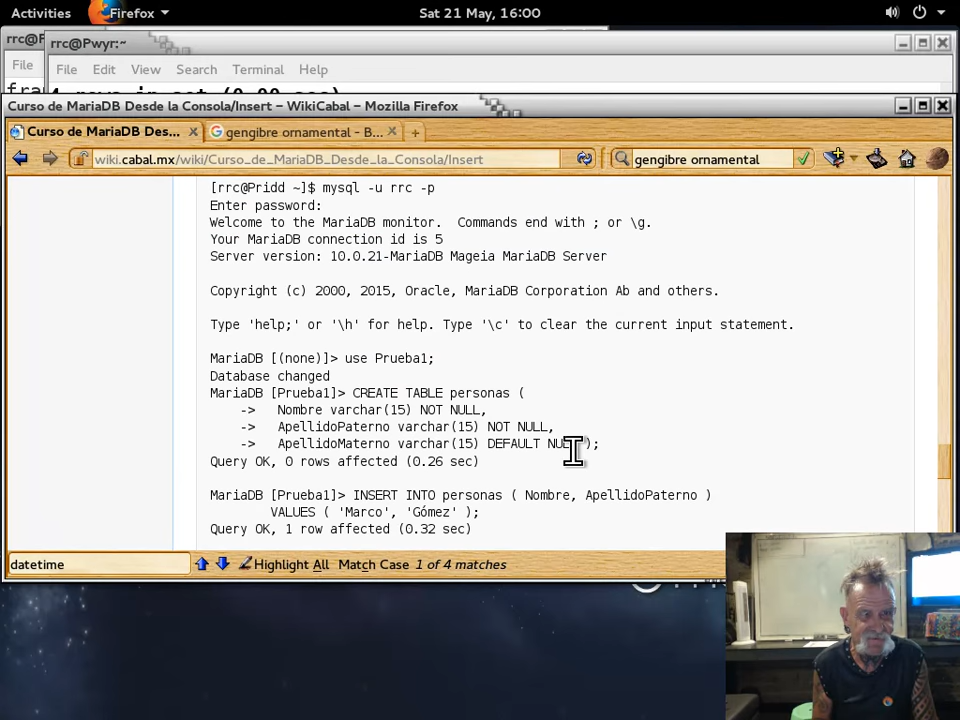 Activities Firefox Sat 21 May, 16:00
rrc@Pwyr:~
File File Edit View Search Terminal Help
Curso de MariaDB Desde la Consola/Insert – WikiCabal – Mozilla Firefox
Curso de MariaDB Des... gengibre ornamental - B...
wiki.cabal.mx/wiki/Curso_de_MariaDB_Desde_la_Consola/Insert gengibre ornamental
[rrc@Pridd ~]$ mysql -u rrc -p
Enter password:
Welcome to the MariaDB monitor. Commands end with ; or \g.
Your MariaDB connection id is 5
Server version: 10.0.21-MariaDB Mageia MariaDB Server
Copyright (c) 2000, 2015, Oracle, MariaDB Corporation Ab and others.
Type 'help;' or '\h' for help. Type '\c' to clear the current input statement.
MariaDB [(none)]> use Prueba1;
Database changed
MariaDB [Prueba1]> CREATE TABLE personas (
-> Nombre varchar(15) NOT NULL,
-> ApellidoPaterno varchar(15) NOT NULL,
-> ApellidoMaterno varchar(15) DEFAULT NULL );
Query OK, 0 rows affected (0.26 sec)
MariaDB [Prueba1]> INSERT INTO personas ( Nombre, ApellidoPaterno )
VALUES ( 'Marco', 'Gómez' );
Query OK, 1 row affected (0.32 sec)
datetime Highlight All Match Case 1 of 4 matches